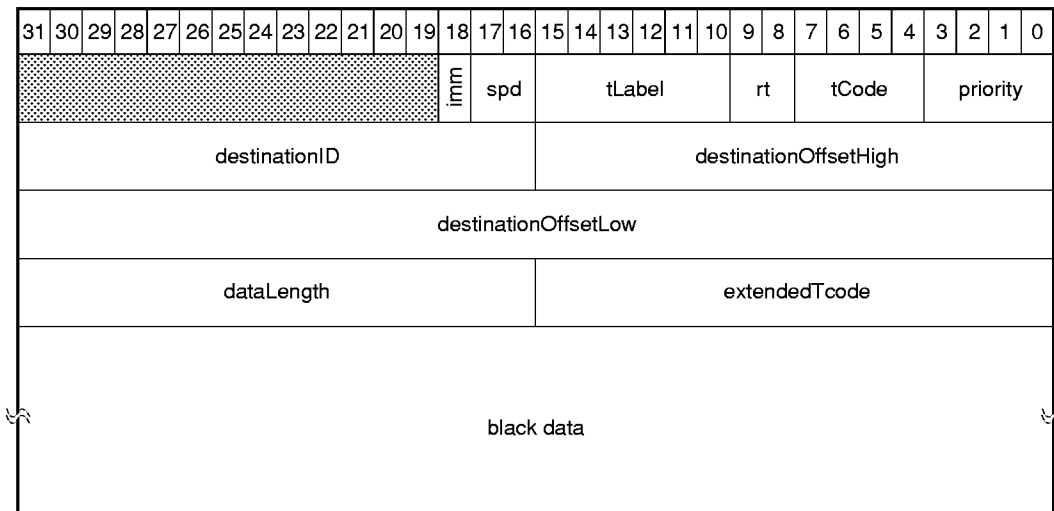 31 30 29 28 27 26 25 24 23 22 21 20 19 18 17 16 15 14 13 12 11 10 9 8 7 6 5 4 3 2 1 0
imm spd tLabel rt tCode priority
destinationID destinationOffsetHigh
destinationOffsetLow
dataLength extendedTcode
black data